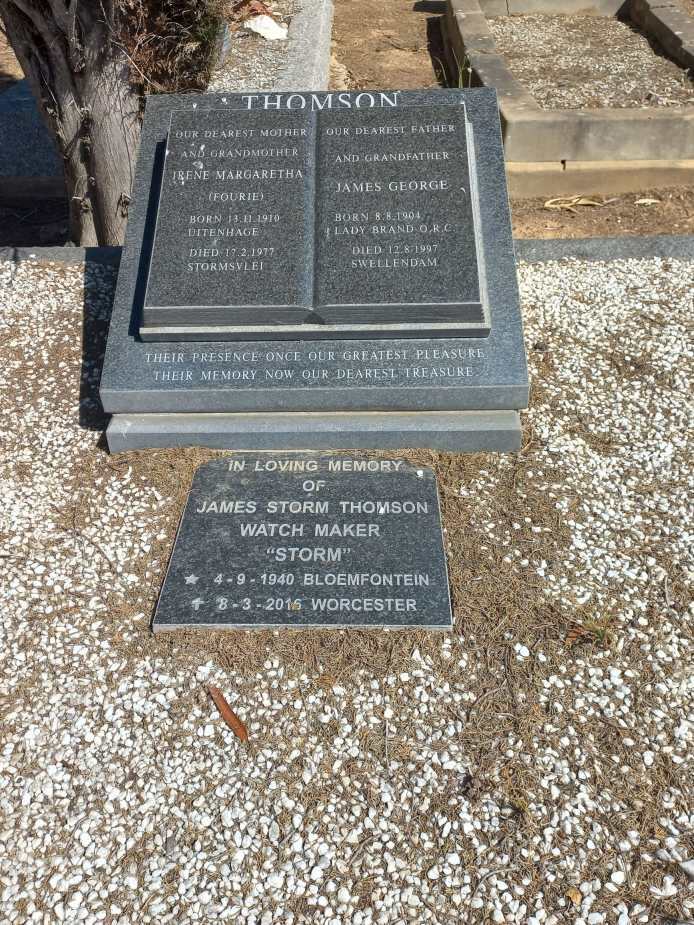 THOMSON
OUR DEAREST MOTHER
AND GRANDMOTHER
IRENE MARGARETHA
(FOURIE)
BORN 13.11.1910
UITENHAGE
DIED 17.2.1977
STORMSVLEI
OUR DEAREST FATHER
AND GRANDFATHER
JAMES GEORGE
BORN 8.8.1904
LADY BRAND O.R.C.
DIED 12.8.1997
SWELLENDAM
THEIR PRESENCE ONCE OUR GREATEST PLEASURE
THEIR MEMORY NOW OUR DEAREST TREASURE
IN LOVING MEMORY
OF
JAMES STORM THOMSON
WATCH MAKER
"STORM"
4-9-1940 BLOEMFONTEIN
8-3-2016 WORCESTER